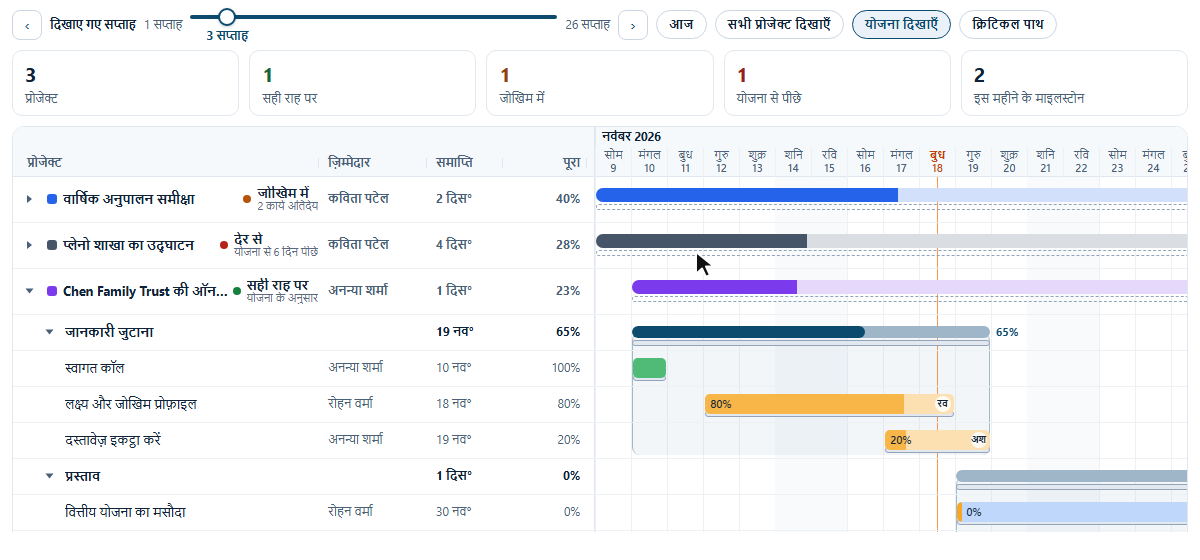 ‹ दिखाए गए सप्ताह 1 सप्ताह 3 सप्ताह 26 सप्ताह › आज सभी प्रोजेक्ट दिखाएँ योजना दिखाएँ क्रिटिकल पाथ
3 1 1 1 2
प्रोजेक्ट सही राह पर जोखिम में योजना से पीछे इस महीने के माइलस्टोन
नवंबर 2026
प्रोजेक्ट ज़िम्मेदार समाप्ति पूरा सोम मंगल बुध गुरु शुक्र शनि रवि सोम मंगल बुध गुरु शुक्र शनि रवि सोम मंगल
9 10 11 12 13 14 15 16 17 18 19 20 21 22 23 24
वार्षिक अनुपालन समीक्षा जोखिम में कविता पटेल 2 दिस॰ 40%
2 कार्य अतिदेय
प्लेनो शाखा का उद्घाटन देर से कविता पटेल 4 दिस॰ 28%
योजना से 6 दिन पीछे
Chen Family Trust की ऑन… सही राह पर अनन्या शर्मा 1 दिस॰ 23%
योजना के अनुसार
जानकारी जुटाना 19 नव॰ 65% 65%
स्वागत कॉल अनन्या शर्मा 10 नव॰ 100%
लक्ष्य और जोखिम प्रोफ़ाइल रोहन वर्मा 18 नव॰ 80% 80% रव
दस्तावेज़ इकट्ठा करें अनन्या शर्मा 19 नव॰ 20% 20% अश
प्रस्ताव 1 दिस॰ 0%
वित्तीय योजना का मसौदा रोहन वर्मा 30 नव॰ 0% 0%